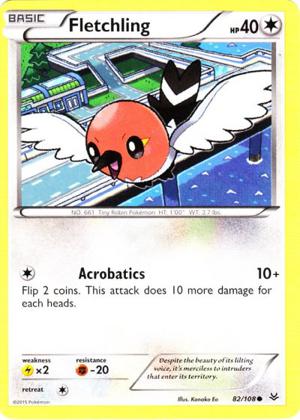 BASIC
Fletchling
HP40
NO. 661 Tiny Robin Pokémon HT: 1'00" WT: 3.7 lbs.
Acrobatics 10+
Flip 2 coins. This attack does 10 more damage for
each heads.
weakness
×2
resistance
-20
retreat
Despite the beauty of its lilting
voice, it's merciless to intruders
that enter its territory.
©2015 Pokémon
Illus. Kanako Eo
82/108